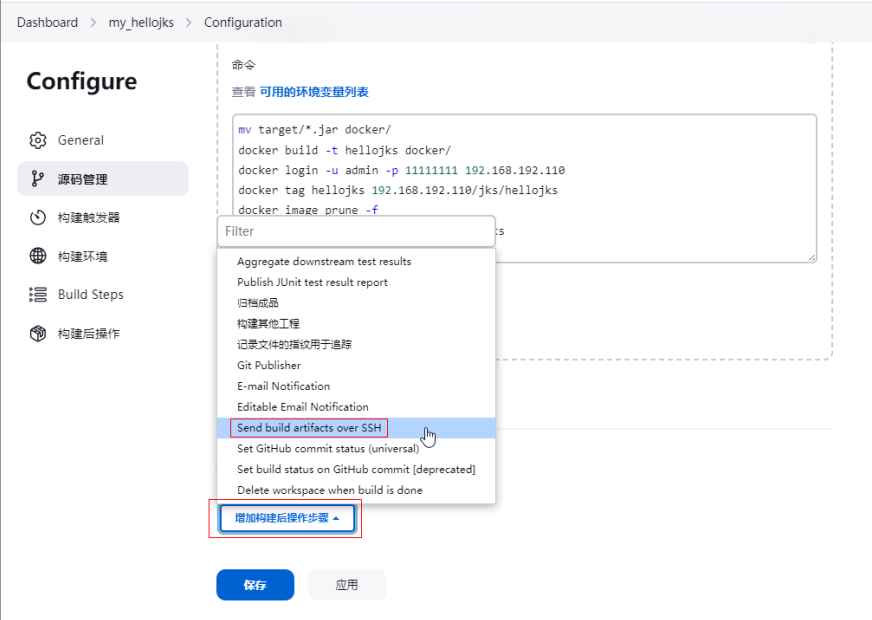 Dashboard > my_hellojks > Configuration
Configure
General
源码管理
构建触发器
构建环境
Build Steps
构建后操作
命令
查看 可用的环境变量列表
mv target/*.jar docker/
docker build -t hellojks docker/
docker login -u admin -p 11111111 192.168.192.110
docker tag hellojks 192.168.192.110/jks/hellojks
docker image prune -f
Filter
Aggregate downstream test results
Publish JUnit test result report
归档成品
构建其他工程
记录文件的指纹用于追踪
Git Publisher
E-mail Notification
Editable Email Notification
Send build artifacts over SSH
Set GitHub commit status (universal)
Set build status on GitHub commit [deprecated]
Delete workspace when build is done
增加构建后操作步骤
保存
应用